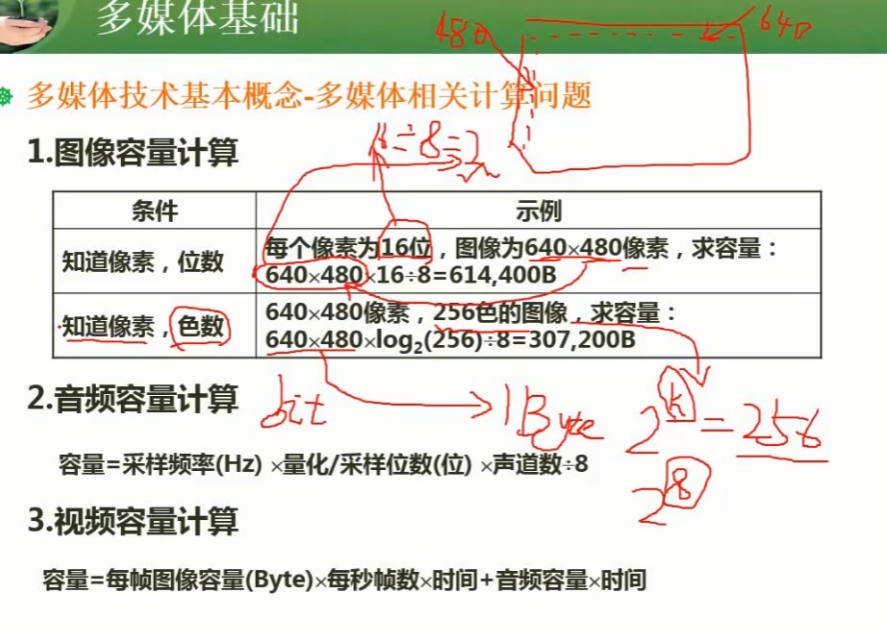 多媒体基础
480
640
多媒体技术基本概念-多媒体相关计算问题
1.图像容量计算
÷8=2
条件 示例
知道像素，位数 每个像素为16位，图像为640×480像素，求容量：
640×480×16÷8=614,400B
知道像素，色数 640×480像素，256色的图像，求容量：
640×480×log₂(256)÷8=307,200B
2.音频容量计算
bit 1Byte
2ᵏ=256
2⁸
容量=采样频率(Hz) ×量化/采样位数(位) ×声道数÷8
3.视频容量计算
容量=每帧图像容量(Byte)×每秒帧数×时间+音频容量×时间